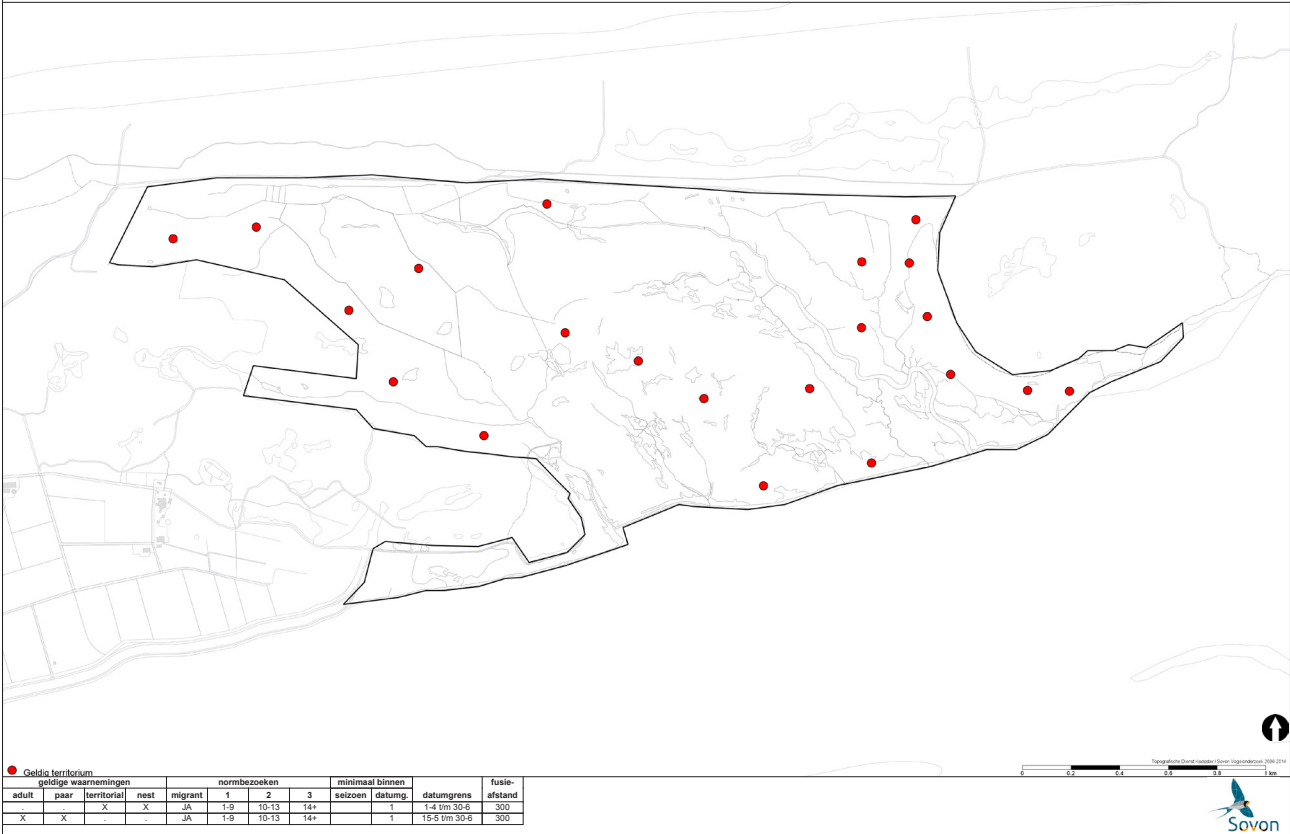 Topografische Dienst Kadaster / Sovon Vogelonderzoek 2004-2014
0 0.2 0.4 0.6 0.8 1 km
Geldig territorium
geldige waarnemingen normbezoeken minimaal binnen fusie-
adult paar territorial nest migrant 1 2 3 seizoen datumg. datumgrens afstand
. . X X JA 1-9 10-13 14+ 1 1-4 t/m 30-6 300
X X . . JA 1-9 10-13 14+ 1 15-5 t/m 30-6 300
Sovon